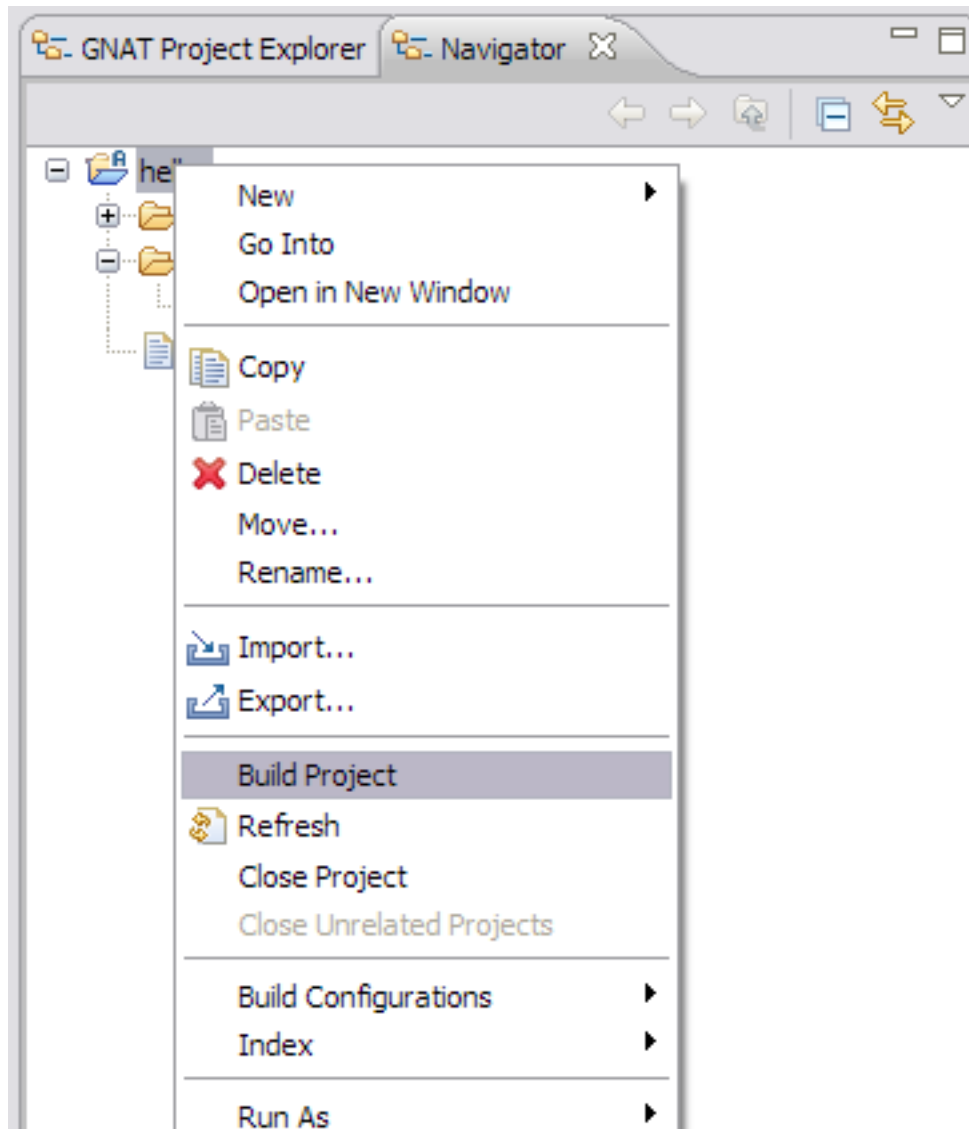 GNAT Project Explorer Navigator
New
Go Into
Open in New Window
Copy
Paste
Delete
Move...
Rename...
Import...
Export...
Build Project
Refresh
Close Project
Close Unrelated Projects
Build Configurations
Index
Run As